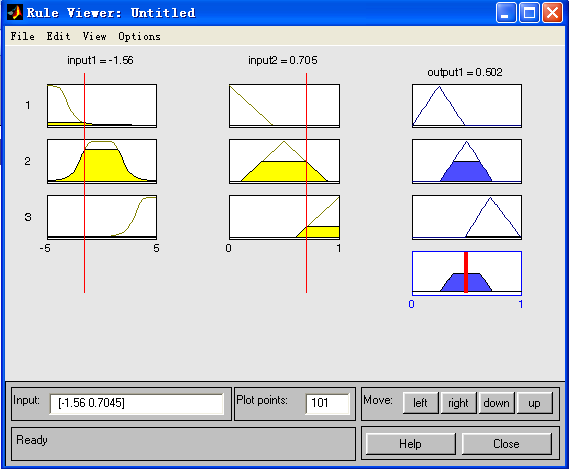 Rule Viewer: Untitled
File Edit View Options
input1 = -1.56 input2 = 0.705 output1 = 0.502
1
2
3
-5 5 0 1
0 1
Input: [-1.56 0.7045] Plot points: 101 Move: left right down up
Ready Help Close